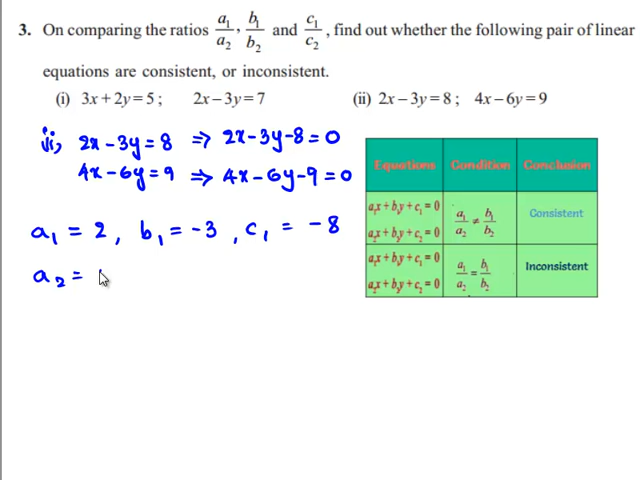 3. On comparing the ratios a₁/a₂, b₁/b₂ and c₁/c₂, find out whether the following pair of linear
equations are consistent, or inconsistent.
(i) 3x + 2y = 5 ; 2x – 3y = 7 (ii) 2x – 3y = 8 ; 4x – 6y = 9
ii, 2x - 3y = 8 => 2x - 3y - 8 = 0
4x - 6y = 9 => 4x - 6y - 9 = 0
a₁ = 2 , b₁ = -3 , c₁ = -8
a₂ =
Equations Condition Conclusion
a₁x + b₁y + c₁ = 0
a₂x + b₂y + c₂ = 0
a₁/a₂ ≠ b₁/b₂
Consistent
a₁x + b₁y + c₁ = 0
a₂x + b₂y + c₂ = 0
a₁/a₂ = b₁/b₂
Inconsistent